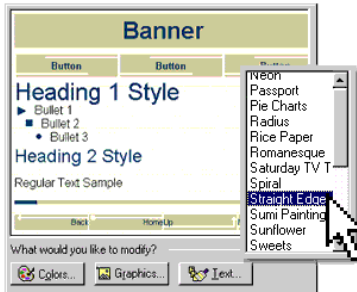 Banner
Button Button Button
Heading 1 Style
Bullet 1
Bullet 2
Bullet 3
Heading 2 Style
Regular Text Sample
Back Home Up
Neon
Passport
Pie Charts
Radius
Rice Paper
Romanesque
Saturday TV T
Spiral
Straight Edge
Sumi Painting
Sunflower
Sweets
What would you like to modify?
Colors... Graphics... Text...